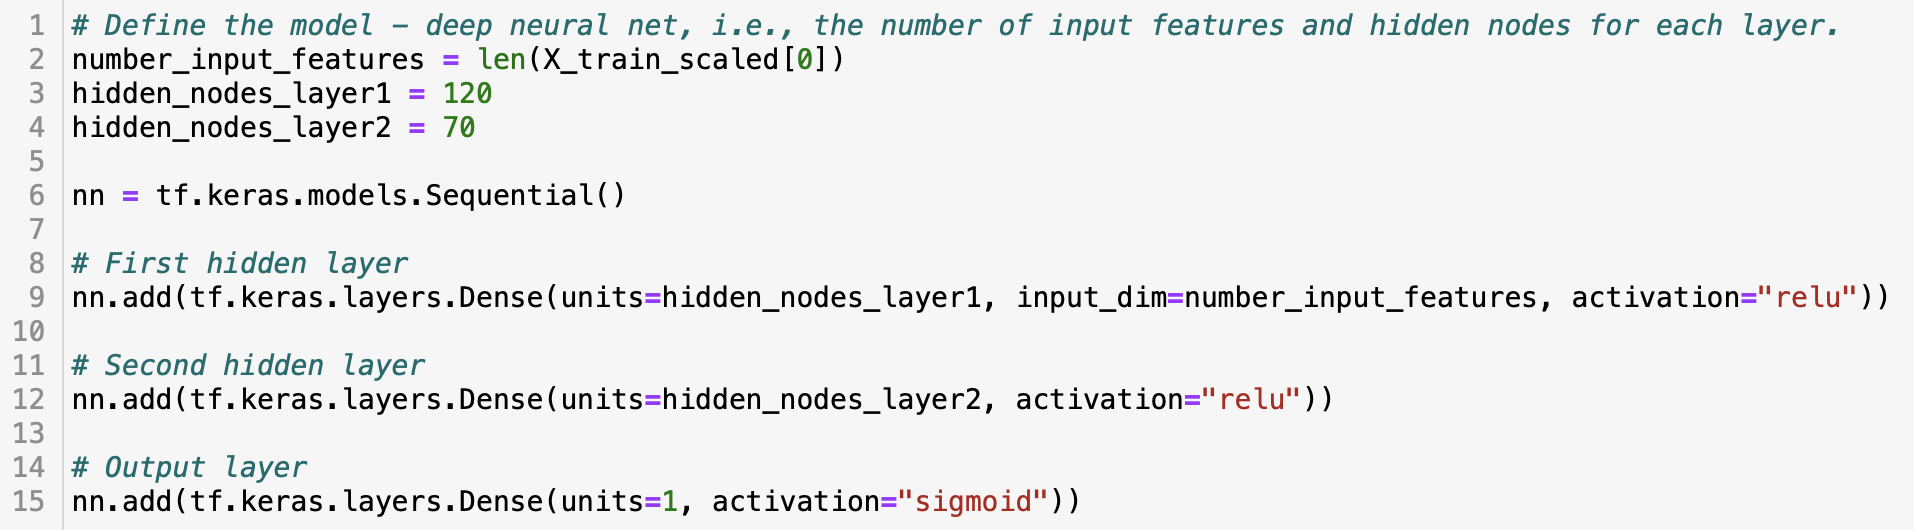 1 # Define the model – deep neural net, i.e., the number of input features and hidden nodes for each layer.
2 number_input_features = len(X_train_scaled[0])
3 hidden_nodes_layer1 = 120
4 hidden_nodes_layer2 = 70
5
6 nn = tf.keras.models.Sequential()
7
8 # First hidden layer
9 nn.add(tf.keras.layers.Dense(units=hidden_nodes_layer1, input_dim=number_input_features, activation="relu"))
10
11 # Second hidden layer
12 nn.add(tf.keras.layers.Dense(units=hidden_nodes_layer2, activation="relu"))
13
14 # Output layer
15 nn.add(tf.keras.layers.Dense(units=1, activation="sigmoid"))